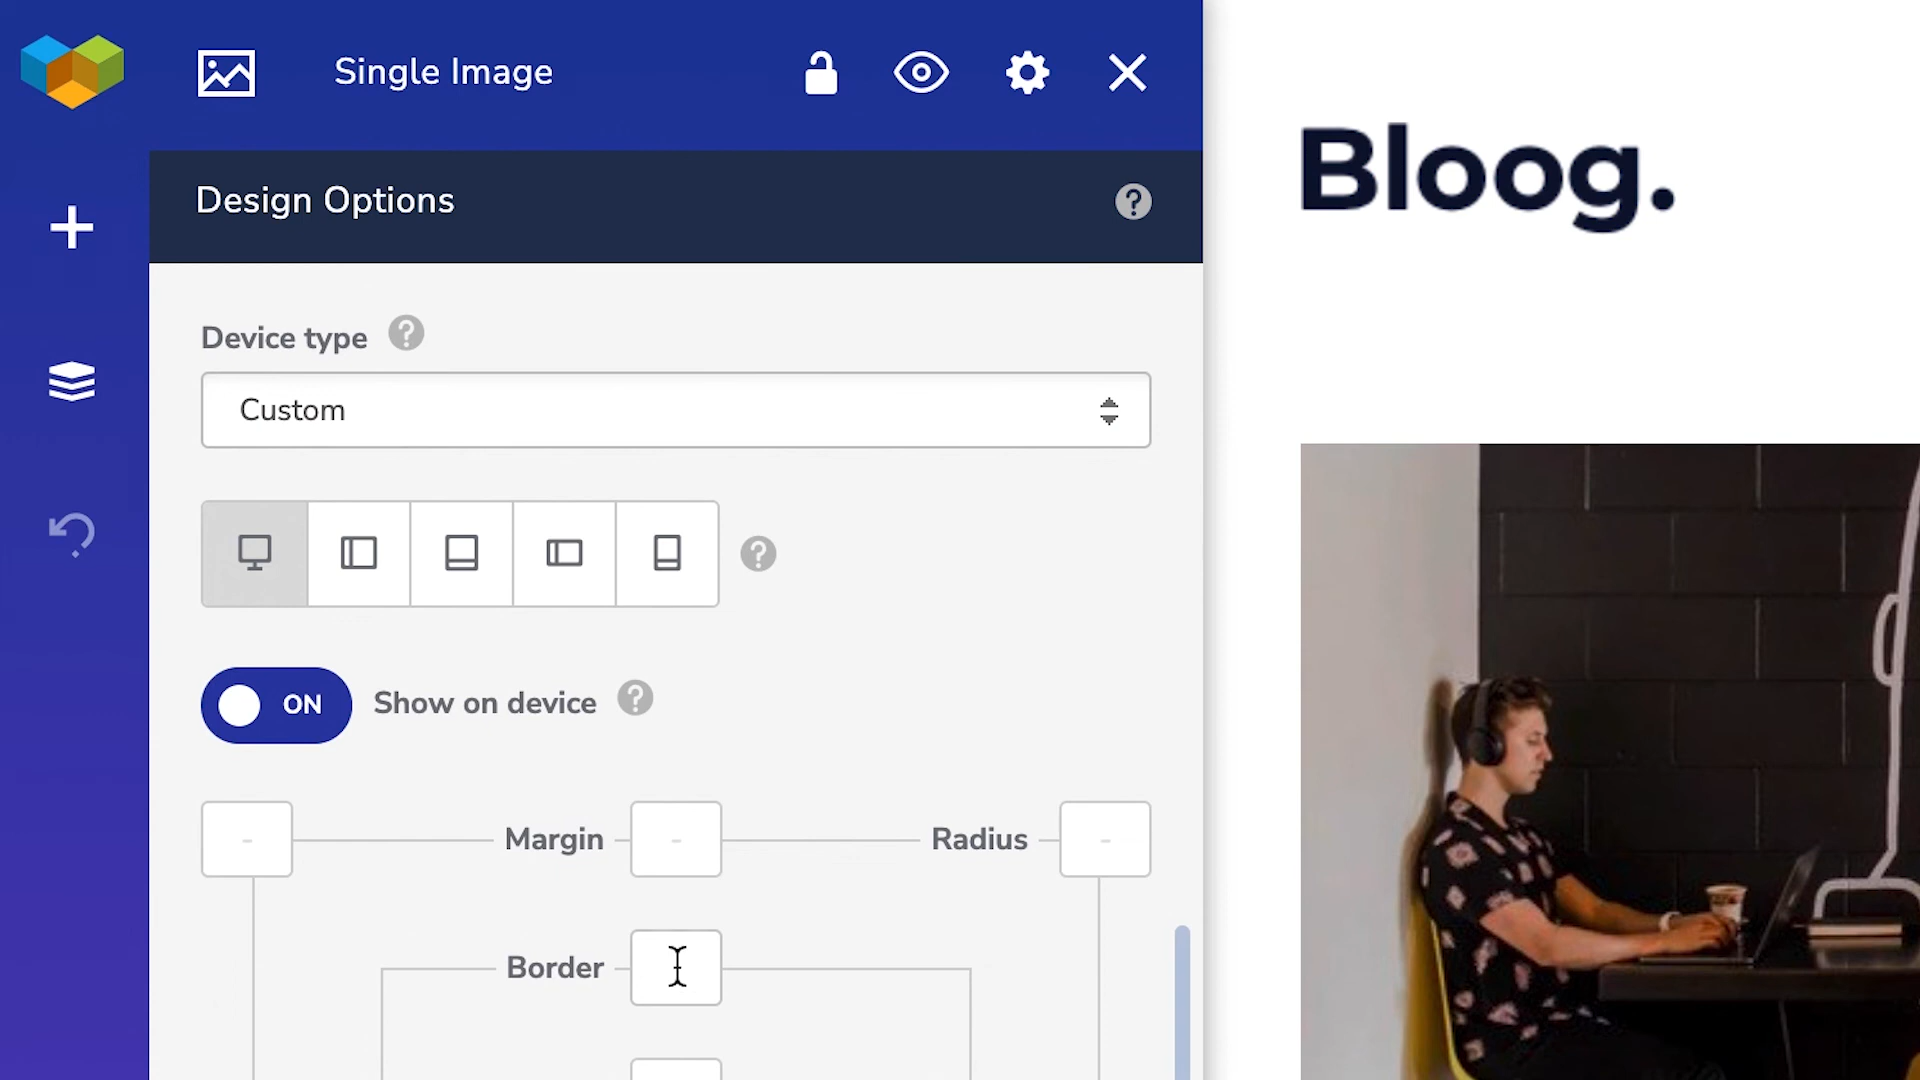 Single Image
Bloog.
Design Options
?
Device type ?
Custom
?
ON Show on device ?
- Margin - Radius -
Border